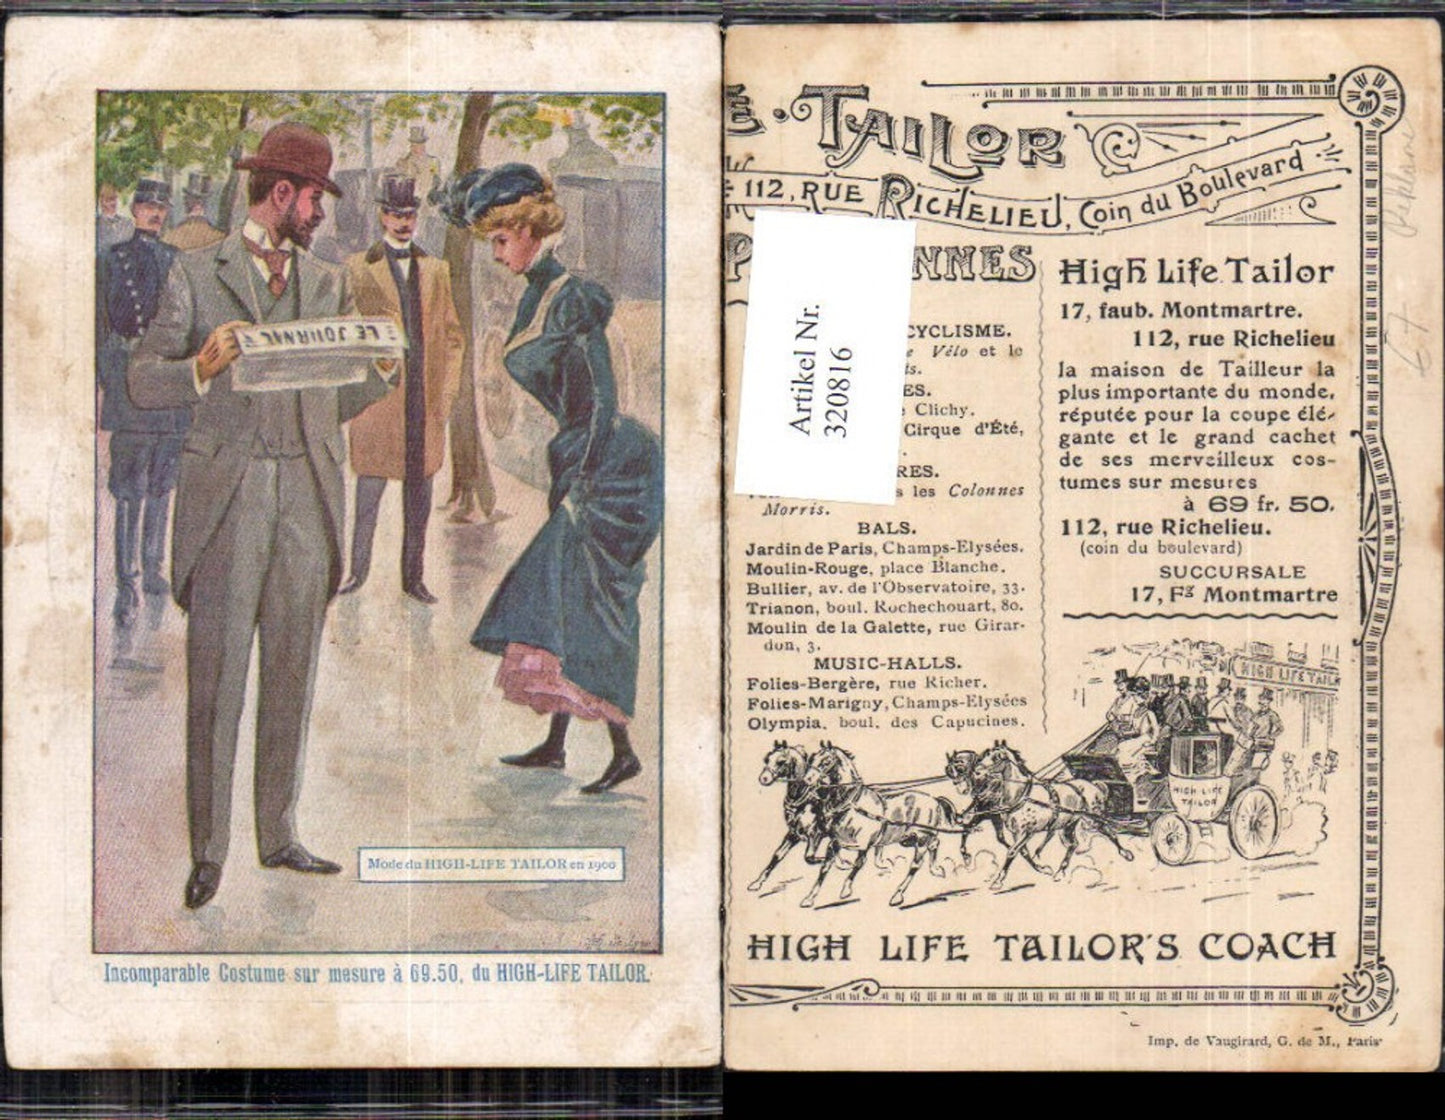 LE JOURNAL
Mode du HIGH-LIFE TAILOR en 1900
Incomparable Costume sur mesure à 69.50, du HIGH-LIFE TAILOR.
E · TAILOR
112, RUE RICHELIEU, Coin du Boulevard
P NNES
Artikel Nr.
320816
CYCLISME.
Vélo et le
ts.
ES.
Clichy.
Cirque d'Été,
RES.
s les Colonnes
Morris.
BALS.
Jardin de Paris, Champs-Elysées.
Moulin-Rouge, place Blanche.
Bullier, av. de l'Observatoire, 33.
Trianon, boul. Rochechouart, 80.
Moulin de la Galette, rue Girar-
don, 3.
MUSIC-HALLS.
Folies-Bergère, rue Richer.
Folies-Marigny, Champs-Elysées
Olympia, boul. des Capucines.
High Life Tailor
17, faub. Montmartre.
112, rue Richelieu
la maison de Tailleur la
plus importante du monde,
réputée pour la coupe élé-
gante et le grand cachet
de ses merveilleux cos-
tumes sur mesures
à 69 fr. 50.
112, rue Richelieu.
(coin du boulevard)
SUCCURSALE
17, Fg Montmartre
HIGH LIFE TAILOR
HIGH LIFE
TAILOR
HIGH LIFE TAILOR'S COACH
Imp. de Vaugirard, G. de M., Paris
Reklame
67